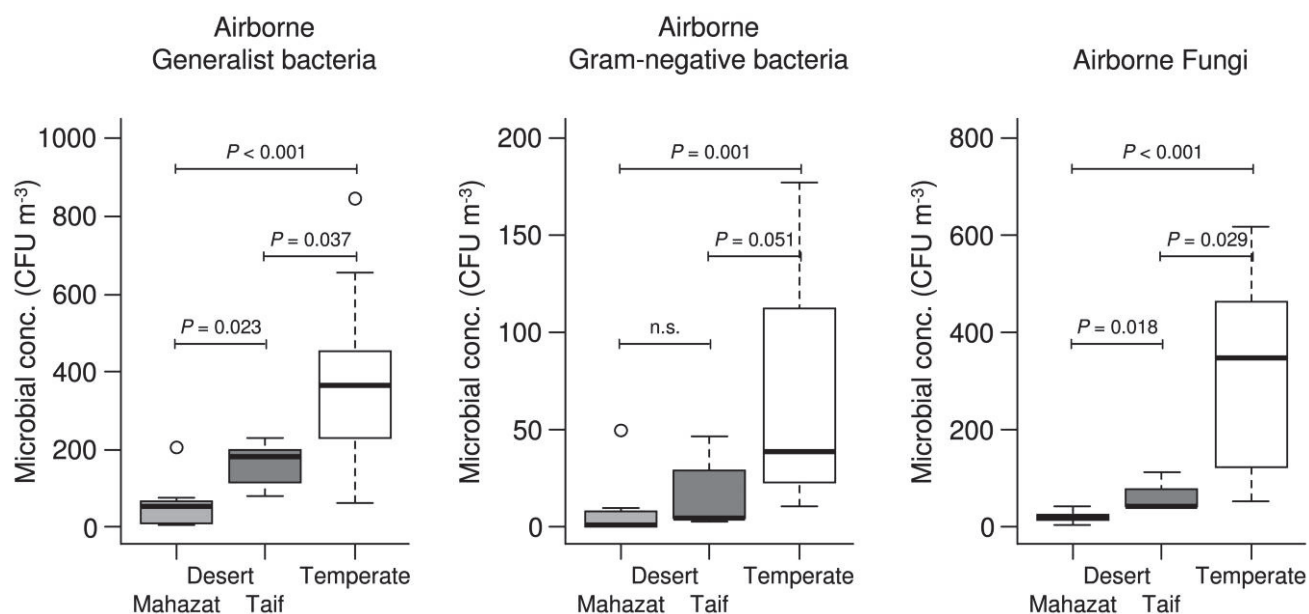 Airborne
Generalist bacteria
Microbial conc. (CFU m⁻³)
1000
800
600
400
200
0
P < 0.001
P = 0.037
P = 0.023
Desert
Temperate
Mahazat
Taif
Airborne
Gram-negative bacteria
Microbial conc. (CFU m⁻³)
200
150
100
50
0
P = 0.001
P = 0.051
n.s.
Desert
Temperate
Mahazat
Taif
Airborne Fungi
Microbial conc. (CFU m⁻³)
800
600
400
200
0
P < 0.001
P = 0.029
P = 0.018
Desert
Temperate
Mahazat
Taif